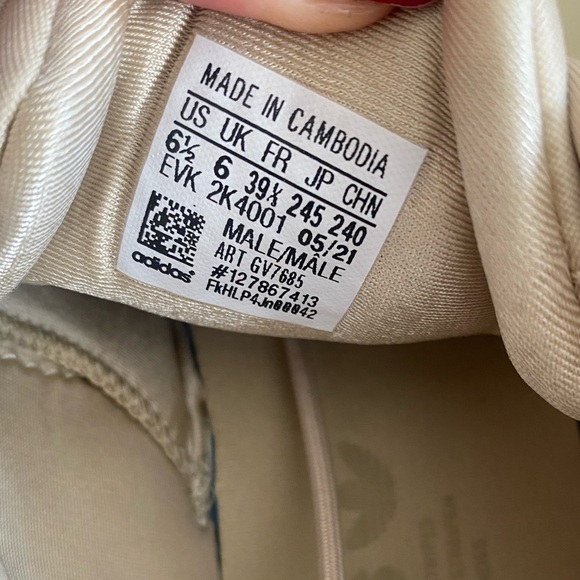 MADE IN CAMBODIA
US UK FR JP CHN
6½ 6 39⅓ 245 240
EVK 2K4001 05/21
MALE/MÂLE
ART GV7685
#127867413
FkHLP4Jn00042
adidas